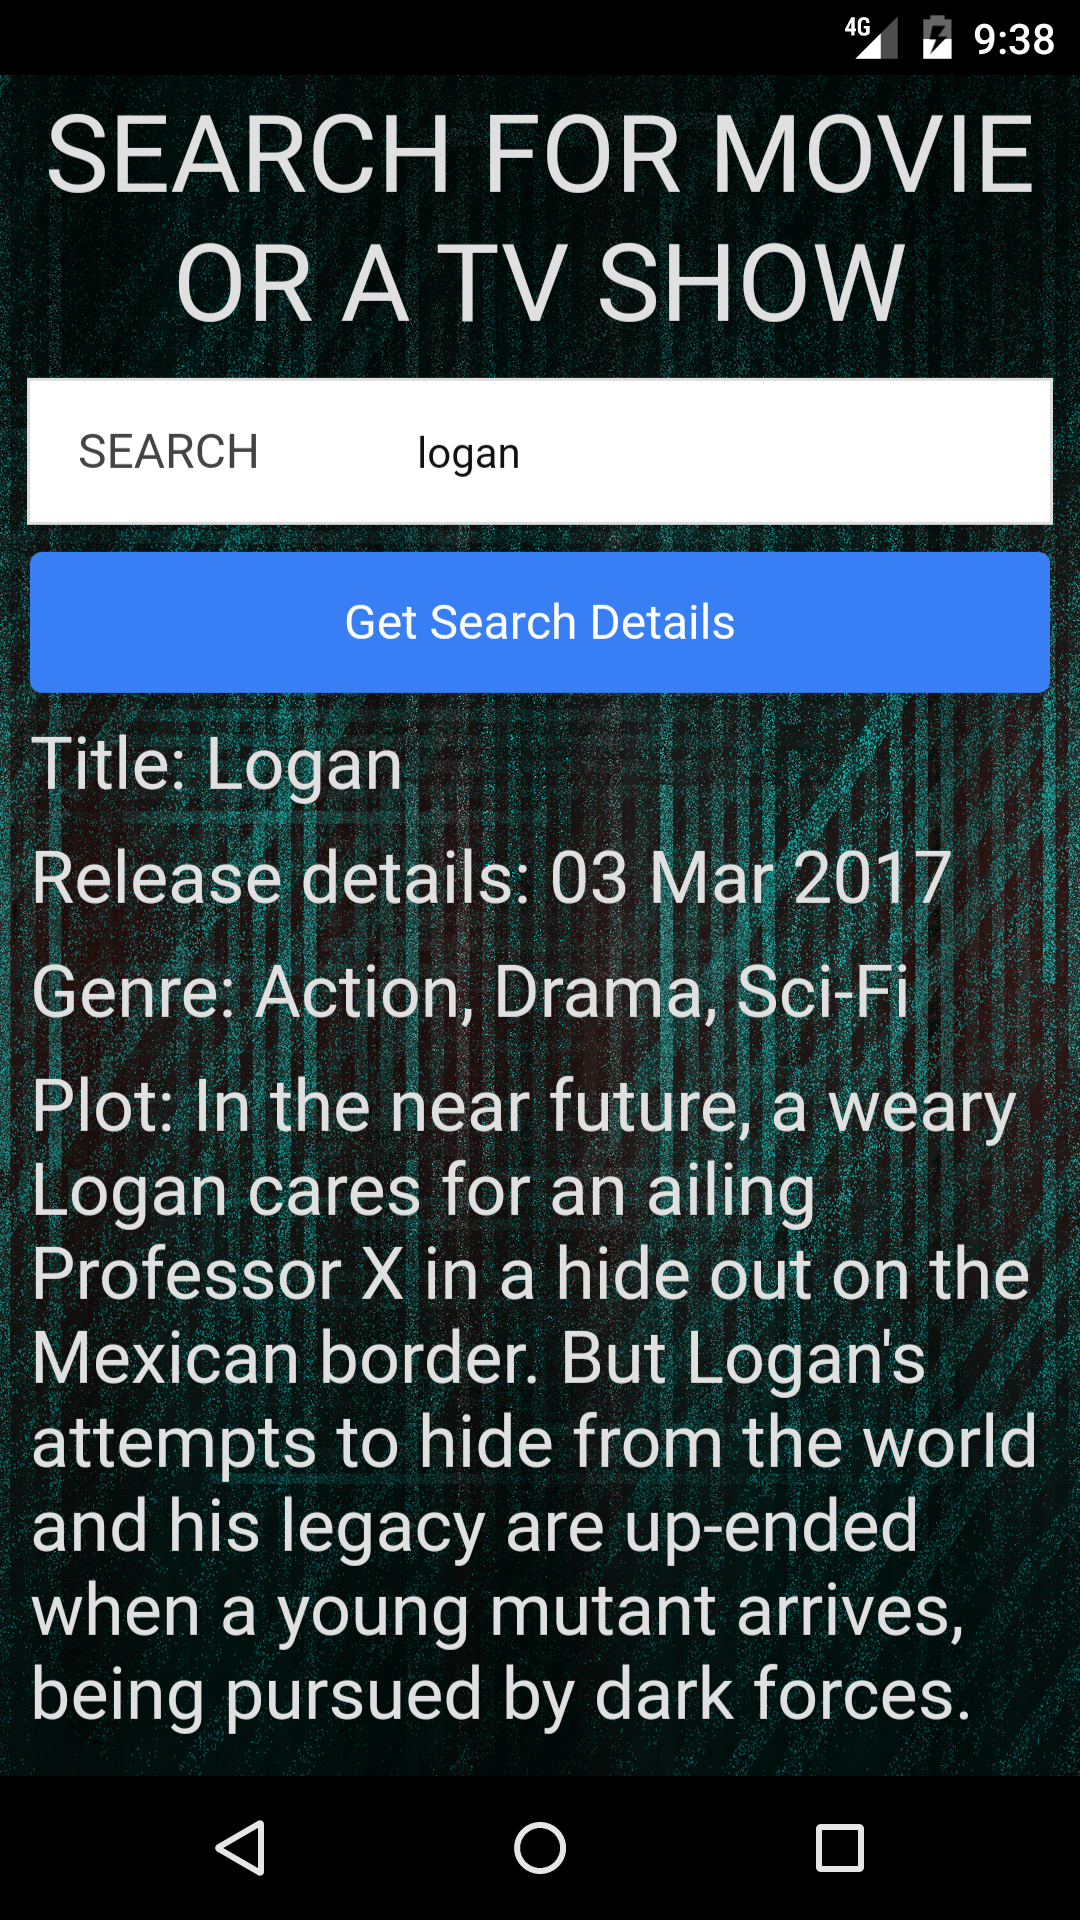 4G 9:38
SEARCH FOR MOVIE
OR A TV SHOW
SEARCH logan
Get Search Details
Title: Logan
Release details: 03 Mar 2017
Genre: Action, Drama, Sci-Fi
Plot: In the near future, a weary
Logan cares for an ailing
Professor X in a hide out on the
Mexican border. But Logan's
attempts to hide from the world
and his legacy are up-ended
when a young mutant arrives,
being pursued by dark forces.